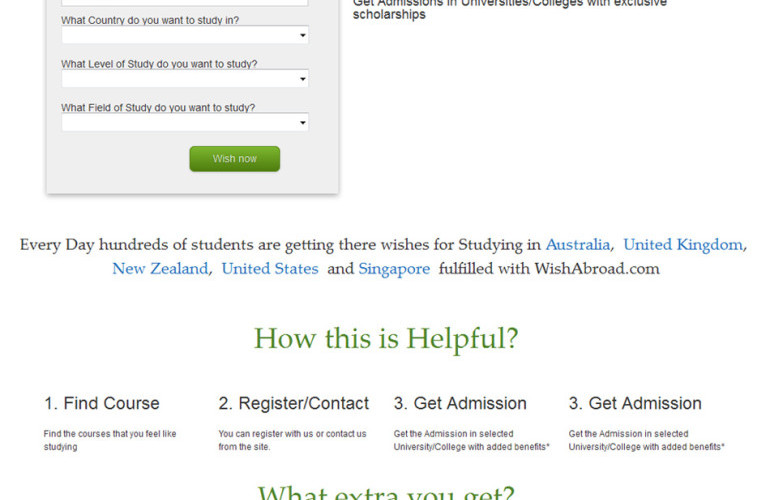 Get Admissions in Universities/Colleges with exclusive
scholarships
What Country do you want to study in?
What Level of Study do you want to study?
What Field of Study do you want to study?
Wish now
Every Day hundreds of students are getting there wishes for Studying in Australia, United Kingdom,
New Zealand, United States and Singapore fulfilled with WishAbroad.com
How this is Helpful?
1. Find Course
Find the courses that you feel like
studying
2. Register/Contact
You can register with us or contact us
from the site.
3. Get Admission
Get the Admission in selected
University/College with added benefits*
3. Get Admission
Get the Admission in selected
University/College with added benefits*
What extra you get?